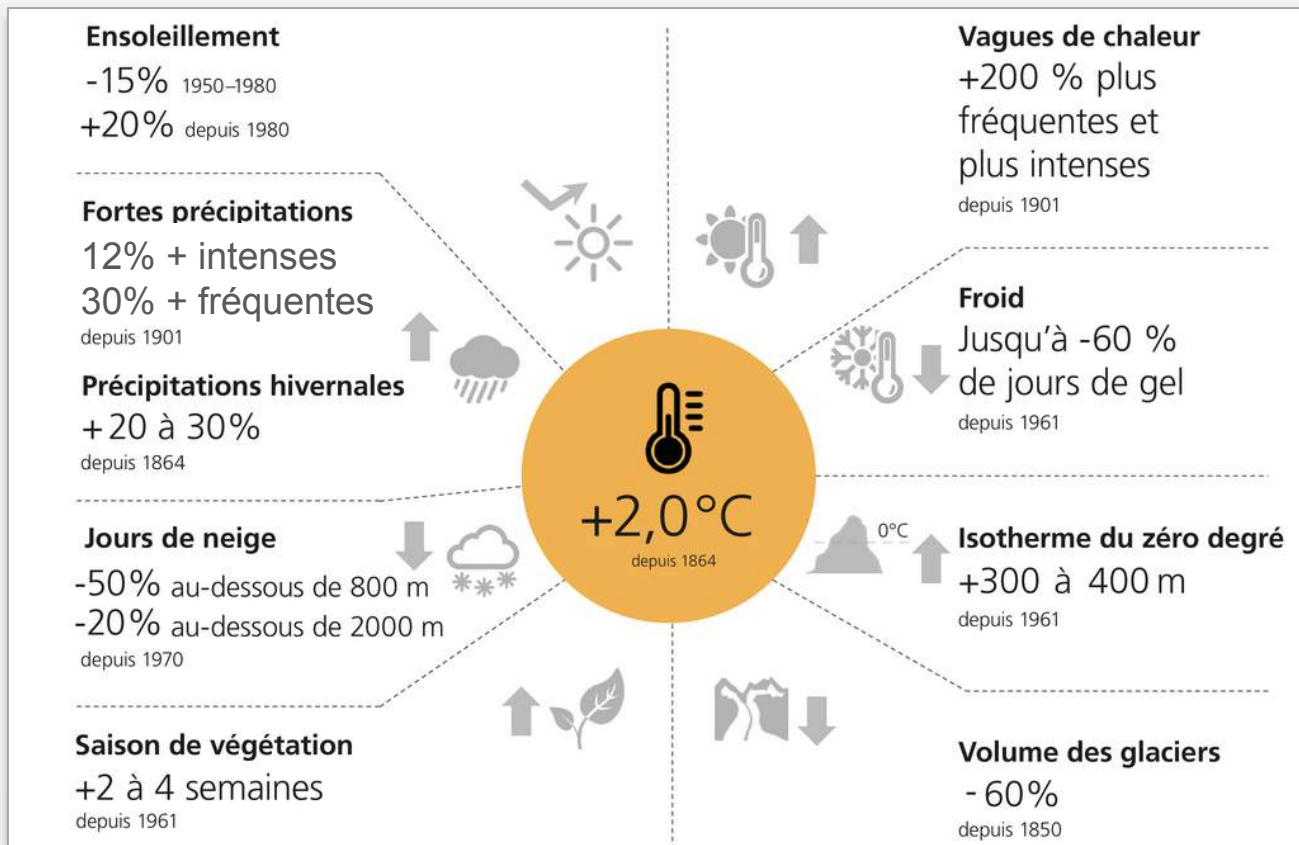 Ensoleillement
-15% 1950–1980
+20% depuis 1980
Fortes précipitations
12% + intenses
30% + fréquentes
depuis 1901
Précipitations hivernales
+20 à 30%
depuis 1864
Jours de neige
-50% au-dessous de 800 m
-20% au-dessous de 2000 m
depuis 1970
Saison de végétation
+2 à 4 semaines
depuis 1961
+2,0°C
depuis 1864
Vagues de chaleur
+200 % plus
fréquentes et
plus intenses
depuis 1901
Froid
Jusqu'à -60 %
de jours de gel
depuis 1961
0°C
Isotherme du zéro degré
+300 à 400 m
depuis 1961
Volume des glaciers
- 60%
depuis 1850